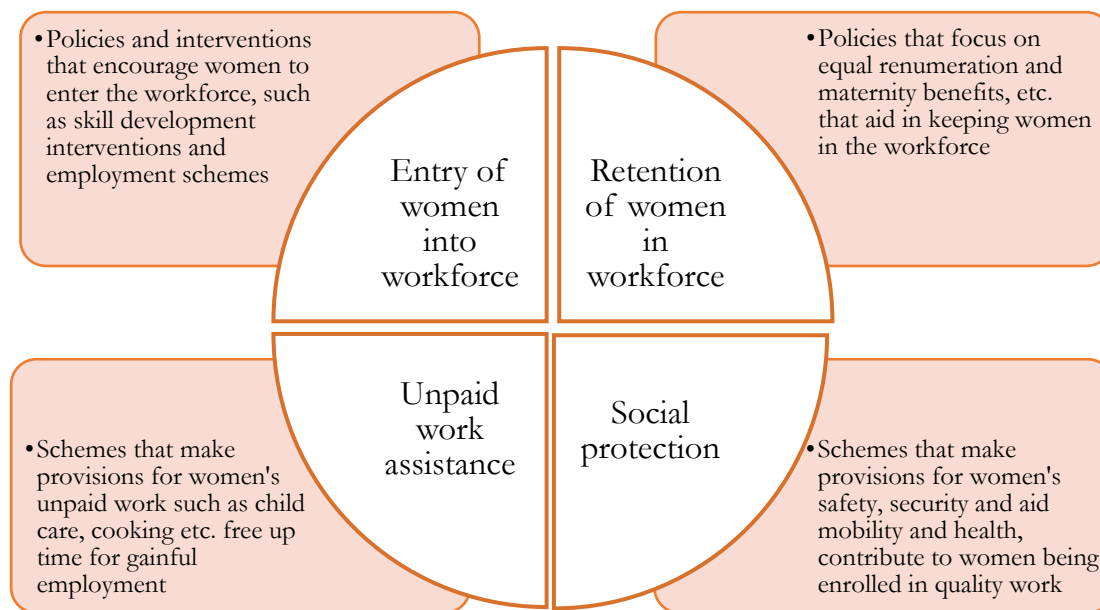 •Policies and interventions
that encourage women to
enter the workforce, such
as skill development
interventions and
employment schemes
Entry of
women
into
workforce
Retention
of women
in
workforce
•Policies that focus on
equal renumeration and
maternity benefits, etc.
that aid in keeping women
in the workforce
•Schemes that make
provisions for women's
unpaid work such as child
care, cooking etc. free up
time for gainful
employment
Unpaid
work
assistance
Social
protection
•Schemes that make
provisions for women's
safety, security and aid
mobility and health,
contribute to women being
enrolled in quality work